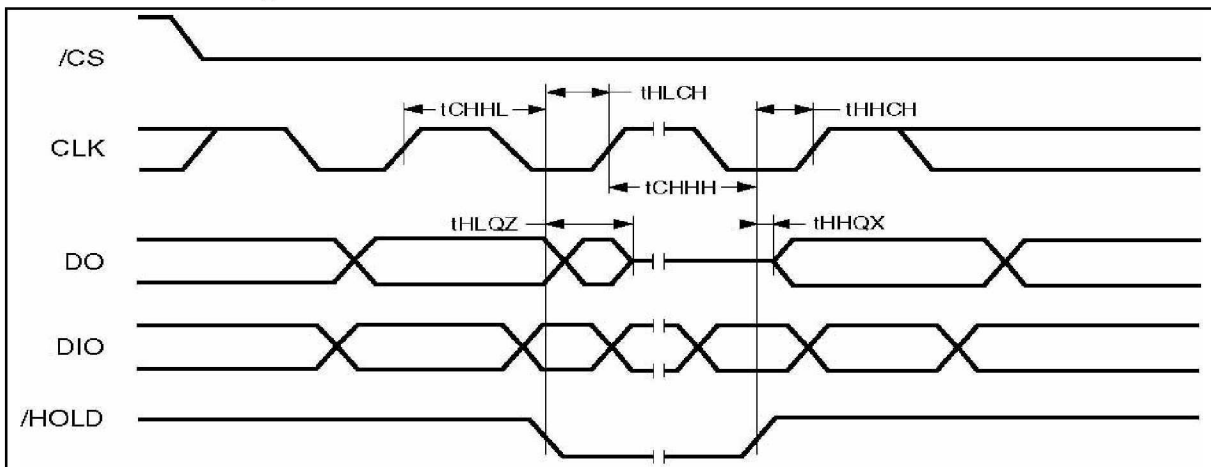 /CS
tHLCH
tHHCH
tCHHL
CLK
tCHHH
tHLQZ
tHHQX
DO
DIO
/HOLD